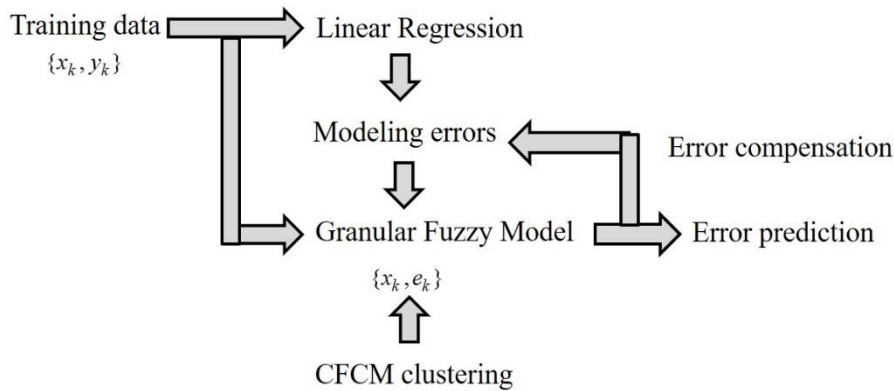 Training data
Linear Regression
{x_k, y_k}
Modeling errors
Error compensation
Granular Fuzzy Model
Error prediction
{x_k, e_k}
CFCM clustering